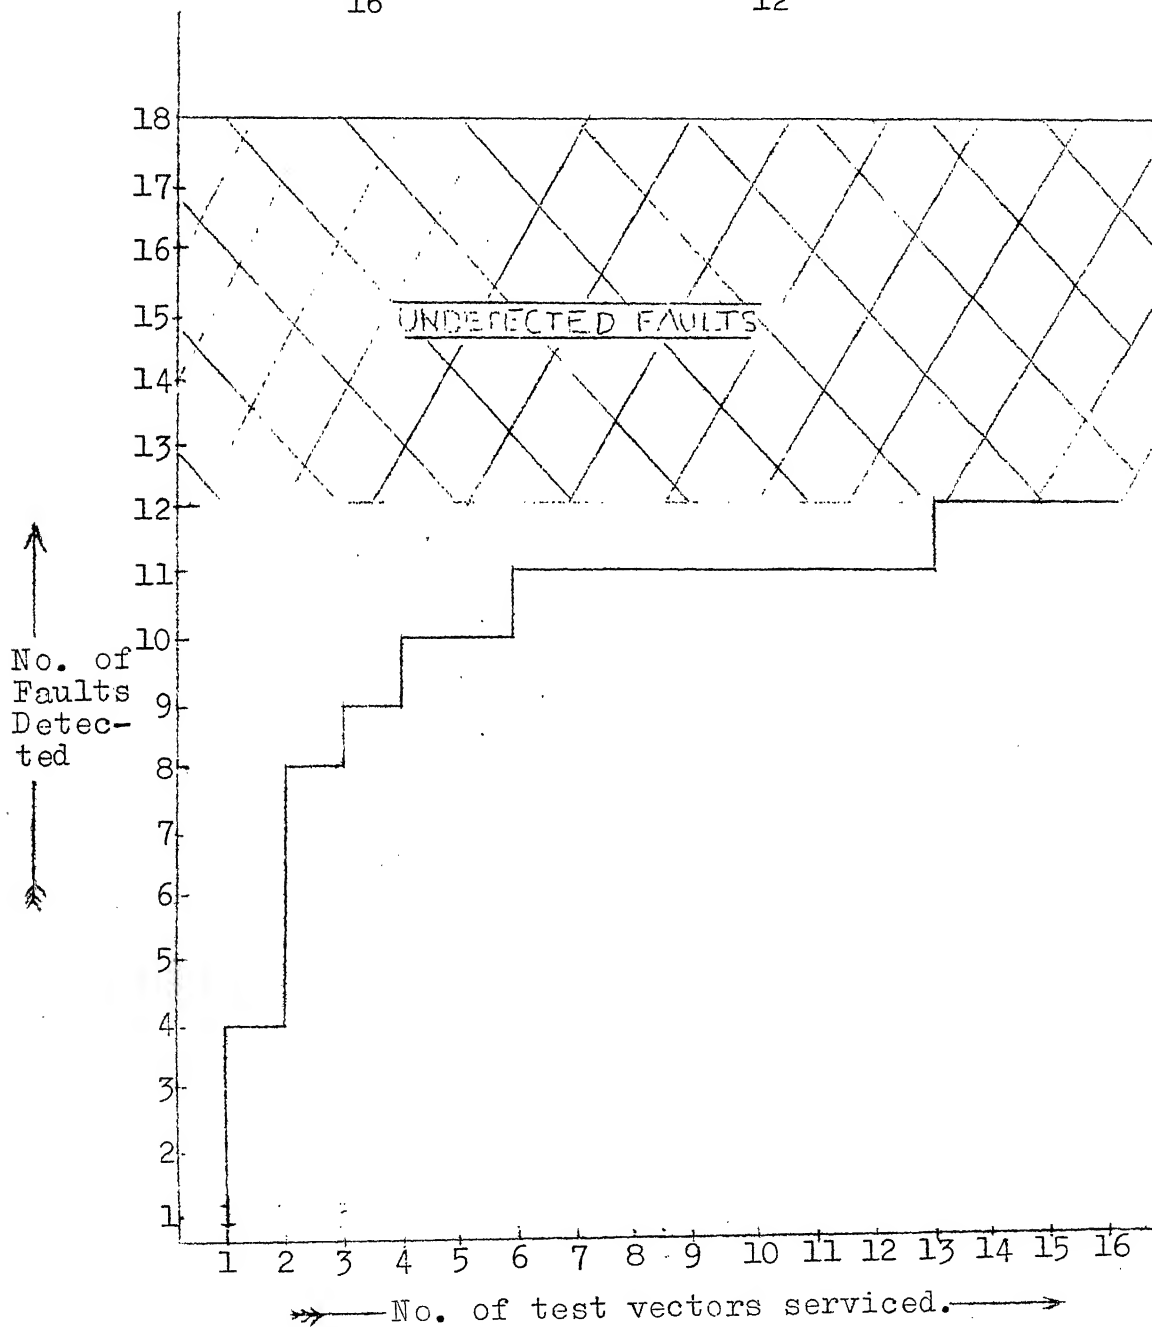 16 12
18
17
16
15
UNDETECTED FAULTS
14
13
12
11
10
No. of
Faults
Detec-
ted
9
8
7
6
5
4
3
2
1
1 2 3 4 5 6 7 8 9 10 11 12 13 14 15 16
No. of test vectors serviced.